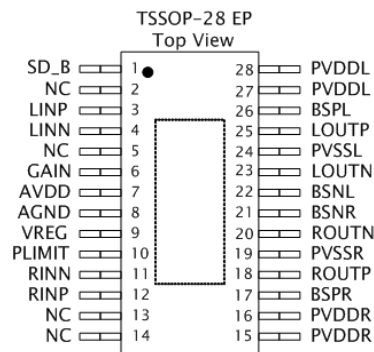 TSSOP-28 EP
Top View
SD_B 1 28 PVDDL
NC 2 27 PVDDL
LINP 3 26 BSPL
LINN 4 25 LOUTP
NC 5 24 PVSSL
GAIN 6 23 LOUTN
AVDD 7 22 BSNL
AGND 8 21 BSNR
VREG 9 20 ROUTN
PLIMIT 10 19 PVSSR
RINN 11 18 ROUTP
RINP 12 17 BSPR
NC 13 16 PVDDR
NC 14 15 PVDDR